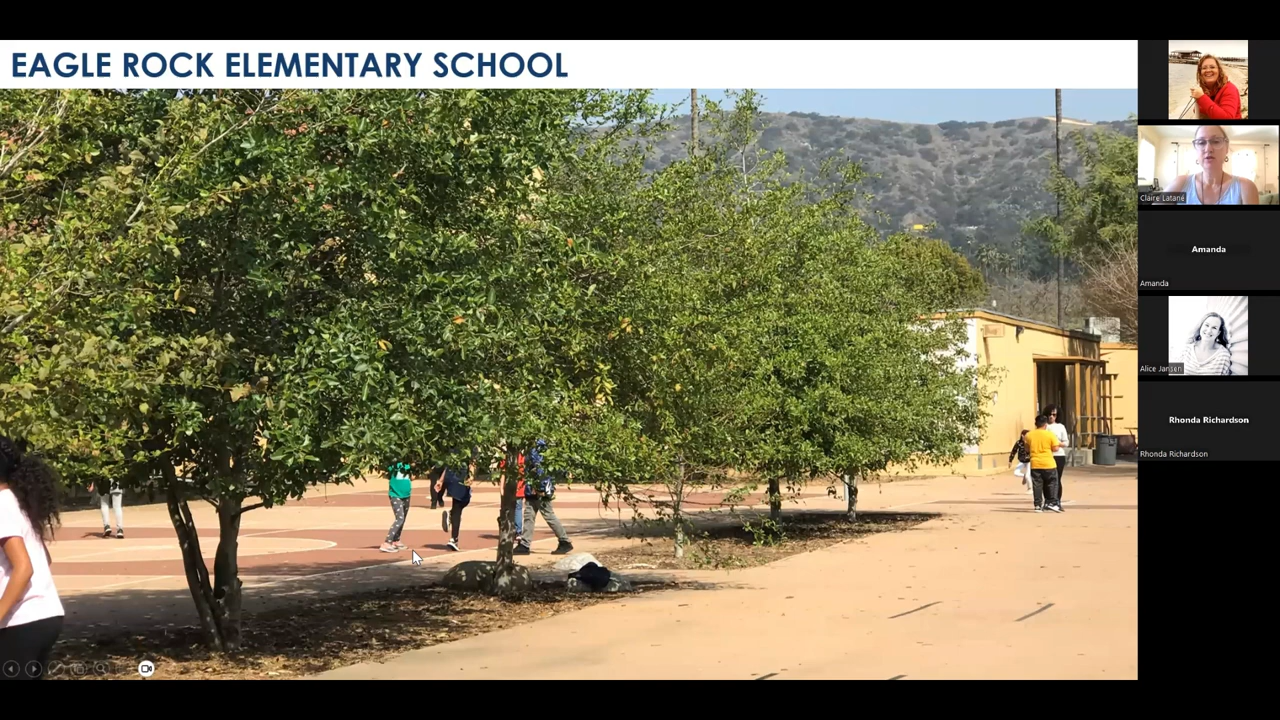 EAGLE ROCK ELEMENTARY SCHOOL
Claire Latane
Amanda
Amanda
Alice Jansen
Rhonda Richardson
Rhonda Richardson